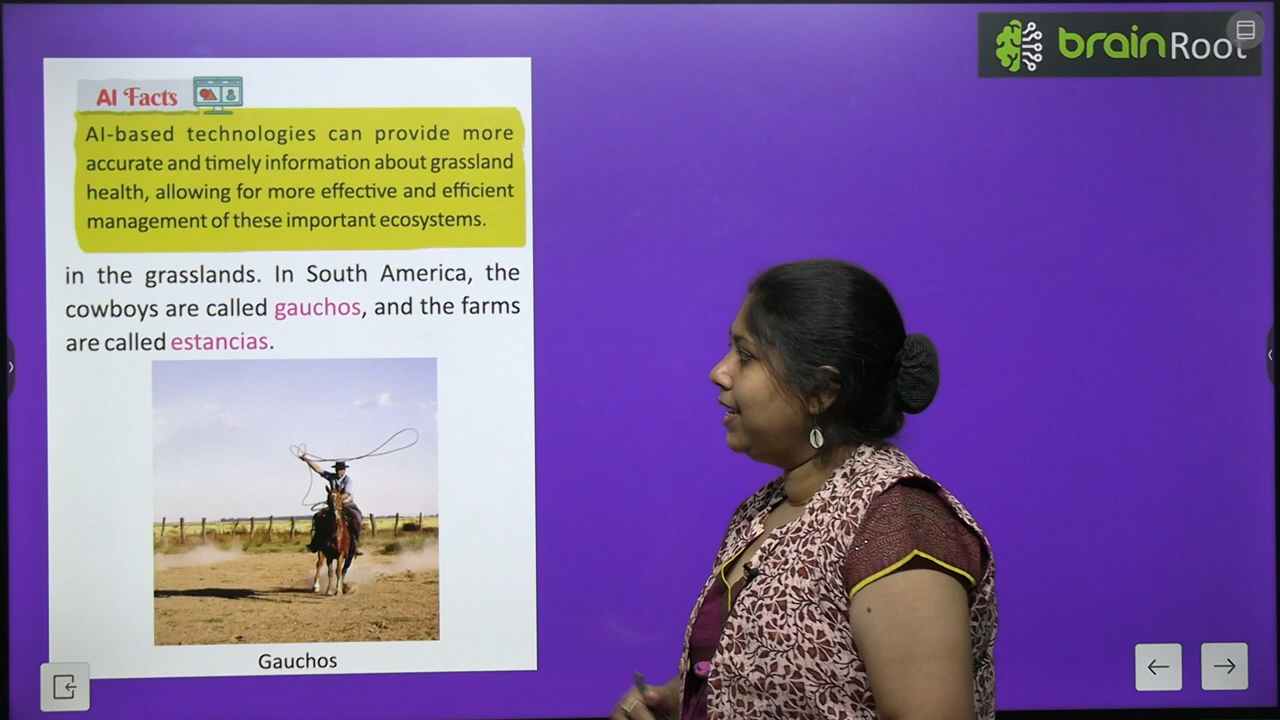 brainRoot
AI Facts
AI-based technologies can provide more
accurate and timely information about grassland
health, allowing for more effective and efficient
management of these important ecosystems.
in the grasslands. In South America, the
cowboys are called gauchos, and the farms
are called estancias.
Gauchos